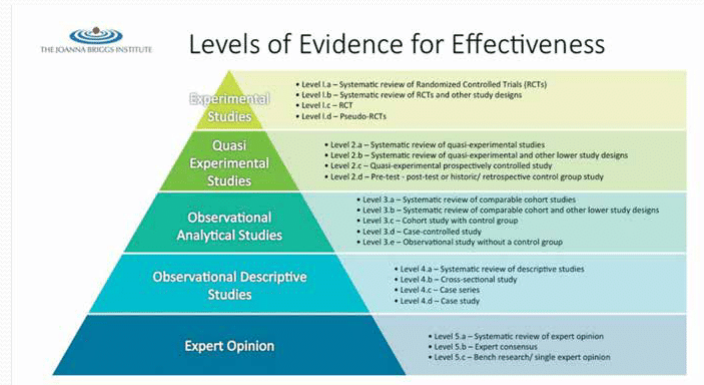 THE JOANNA BRIGGS INSTITUTE
Levels of Evidence for Effectiveness
Experimental
Studies
• Level 1.a – Systematic review of Randomized Controlled Trials (RCTs)
• Level 1.b – Systematic review of RCTs and other study designs
• Level 1.c – RCT
• Level 1.d – Pseudo-RCTs
Quasi
Experimental
Studies
• Level 2.a – Systematic review of quasi-experimental studies
• Level 2.b – Systematic review of quasi-experimental and other lower study designs
• Level 2.c – Quasi-experimental prospectively controlled study
• Level 2.d – Pre-test - post-test or historic/ retrospective control group study
Observational
Analytical Studies
• Level 3.a – Systematic review of comparable cohort studies
• Level 3.b – Systematic review of comparable cohort and other lower study designs
• Level 3.c – Cohort study with control group
• Level 3.d – Case-controlled study
• Level 3.e – Observational study without a control group
Observational Descriptive
Studies
• Level 4.a – Systematic review of descriptive studies
• Level 4.b – Cross-sectional study
• Level 4.c – Case series
• Level 4.d – Case study
Expert Opinion
• Level 5.a – Systematic review of expert opinion
• Level 5.b – Expert consensus
• Level 5.c – Bench research/ single expert opinion